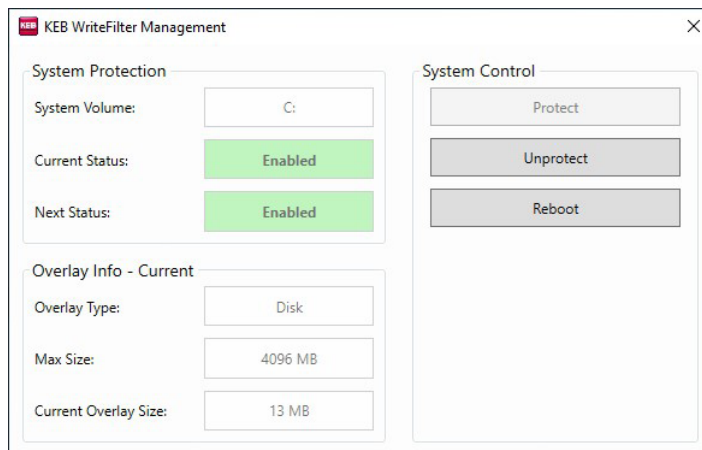 KEB KEB WriteFilter Management
System Protection
System Volume: C:
Current Status: Enabled
Next Status: Enabled
Overlay Info - Current
Overlay Type: Disk
Max Size: 4096 MB
Current Overlay Size: 13 MB
System Control
Protect
Unprotect
Reboot